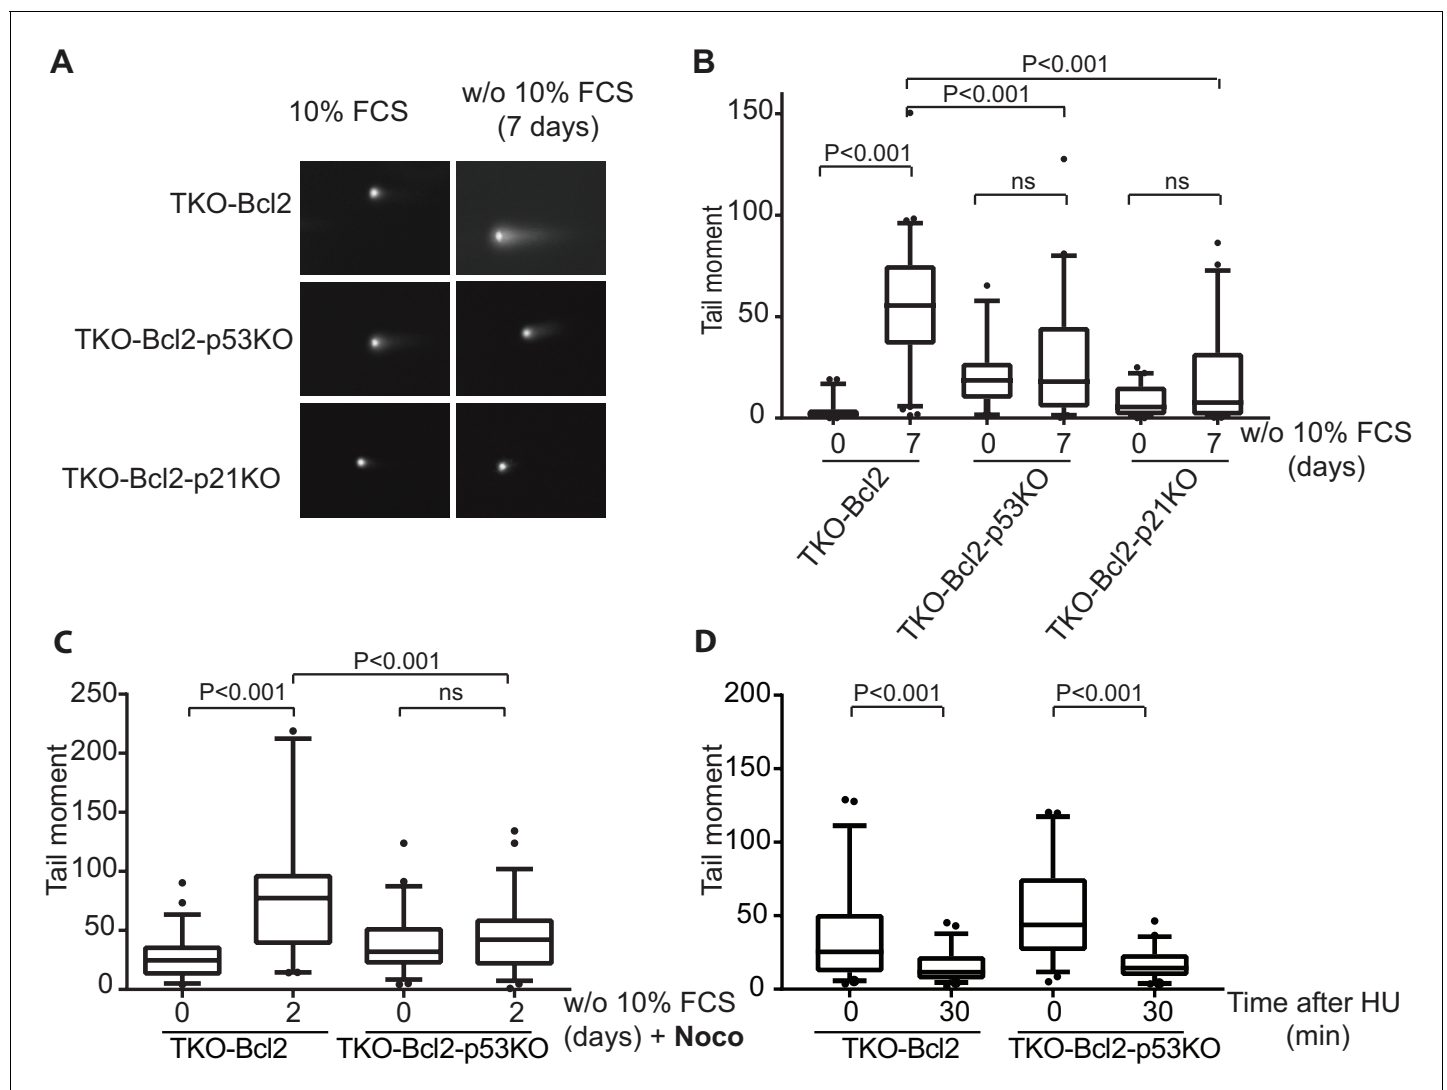 A
10% FCS
w/o 10% FCS
(7 days)
TKO-Bcl2
TKO-Bcl2-p53KO
TKO-Bcl2-p21KO
B
P<0.001
P<0.001
P<0.001
ns
ns
150
100
50
0
Tail moment
0 7 0 7 0 7
w/o 10% FCS
(days)
TKO-Bcl2
TKO-Bcl2-p53KO
TKO-Bcl2-p21KO
C
P<0.001
P<0.001
ns
250
200
150
100
50
0
Tail moment
0 2 0 2
w/o 10% FCS
(days) + Noco
TKO-Bcl2
TKO-Bcl2-p53KO
D
P<0.001
P<0.001
200
150
100
50
0
Tail moment
0 30 0 30
Time after HU
(min)
TKO-Bcl2
TKO-Bcl2-p53KO